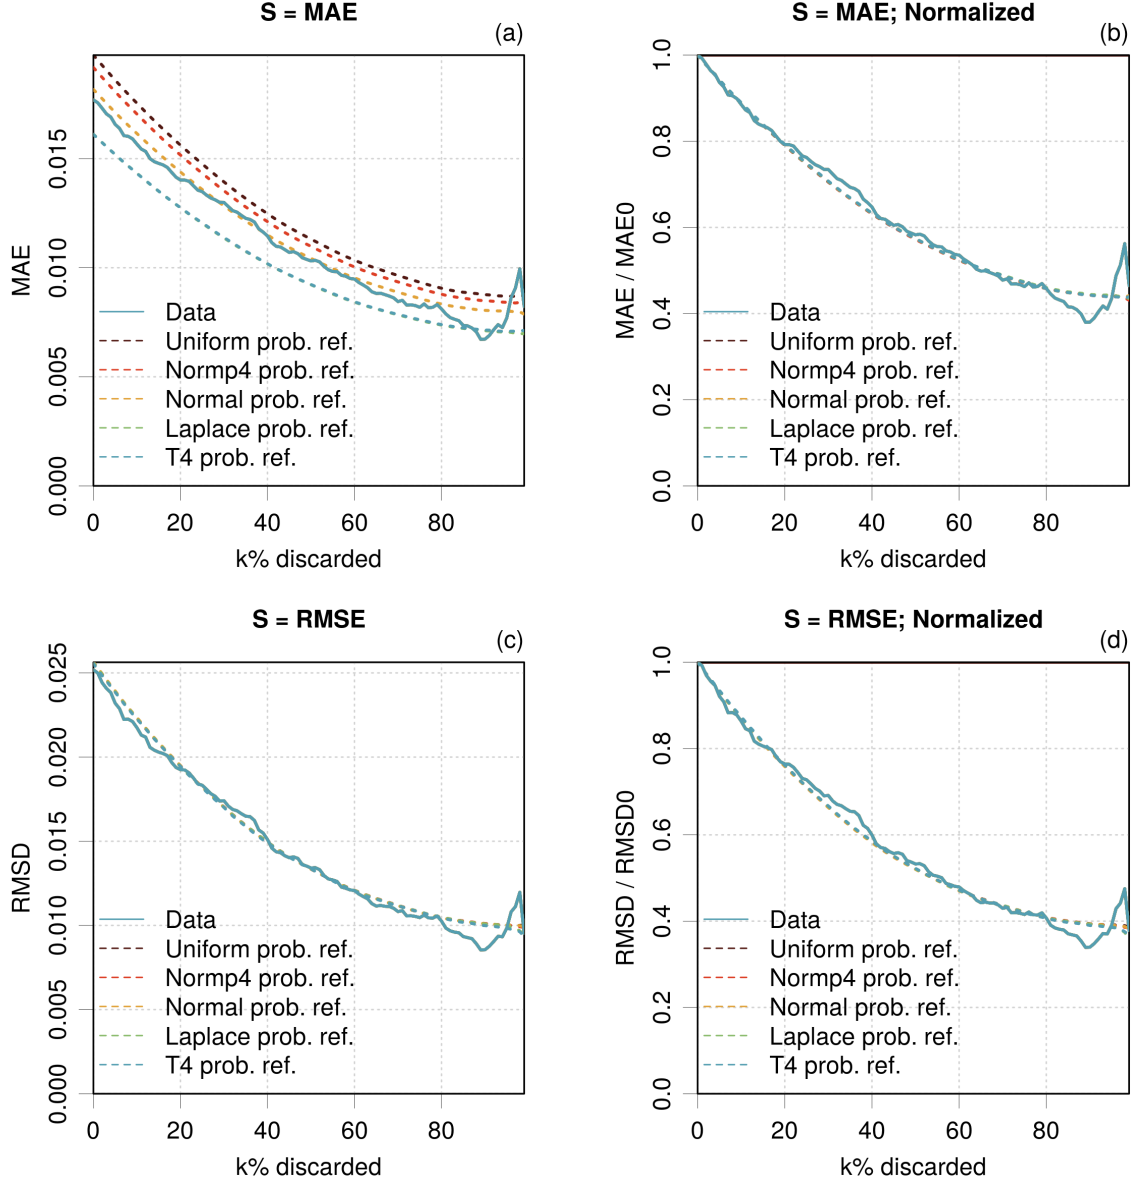 S = MAE
(a)
MAE
0.015
0.010
0.005
0.000
Data
Uniform prob. ref.
Normp4 prob. ref.
Normal prob. ref.
Laplace prob. ref.
T4 prob. ref.
0 20 40 60 80
k% discarded
S = MAE; Normalized
(b)
MAE / MAE0
1.0
0.8
0.6
0.4
0.2
0.0
Data
Uniform prob. ref.
Normp4 prob. ref.
Normal prob. ref.
Laplace prob. ref.
T4 prob. ref.
0 20 40 60 80
k% discarded
S = RMSE
(c)
RMSD
0.025
0.020
0.015
0.010
0.005
0.000
Data
Uniform prob. ref.
Normp4 prob. ref.
Normal prob. ref.
Laplace prob. ref.
T4 prob. ref.
0 20 40 60 80
k% discarded
S = RMSE; Normalized
(d)
RMSD / RMSD0
1.0
0.8
0.6
0.4
0.2
0.0
Data
Uniform prob. ref.
Normp4 prob. ref.
Normal prob. ref.
Laplace prob. ref.
T4 prob. ref.
0 20 40 60 80
k% discarded